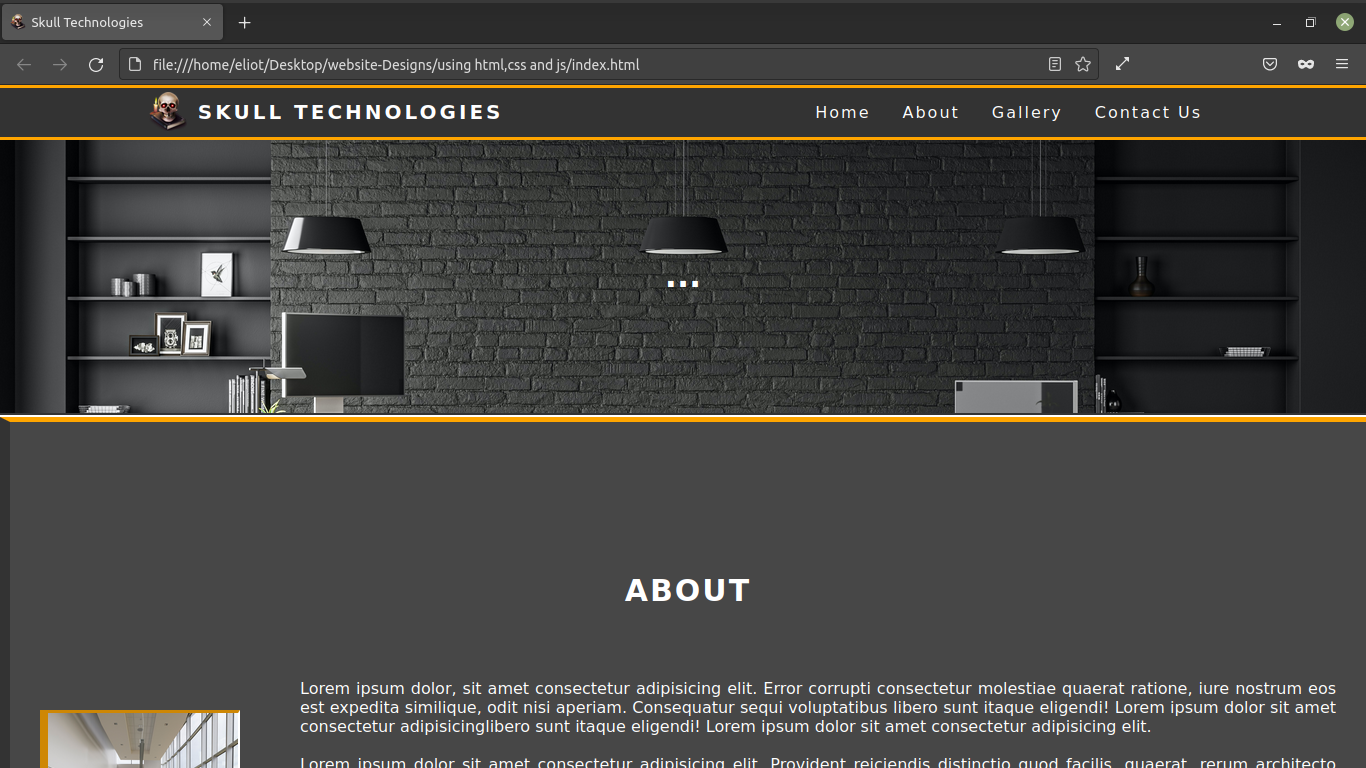 Skull Technologies
file:///home/eliot/Desktop/website-Designs/using html,css and js/index.html
SKULL TECHNOLOGIES
Home About Gallery Contact Us
...
ABOUT
Lorem ipsum dolor, sit amet consectetur adipisicing elit. Error corrupti consectetur molestiae quaerat ratione, iure nostrum eos
est expedita similique, odit nisi aperiam. Consequatur sequi voluptatibus libero sunt itaque eligendi! Lorem ipsum dolor sit amet
consectetur adipisicinglibero sunt itaque eligendi! Lorem ipsum dolor sit amet consectetur adipisicing elit.
Lorem ipsum dolor sit amet consectetur adipisicing elit. Provident reiciendis distinctio quod facilis, quaerat, rerum architecto